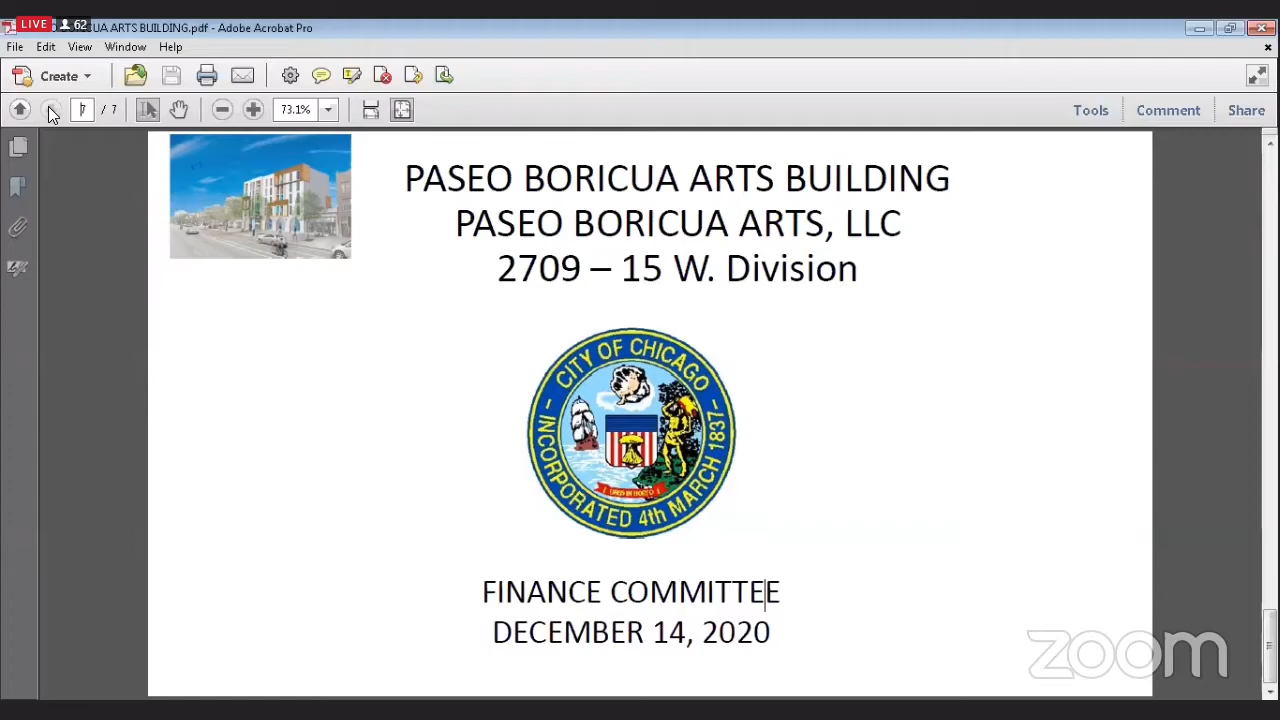 LIVE 62
BORICUA ARTS BUILDING.pdf - Adobe Acrobat Pro
File Edit View Window Help
Create
/ 7 73.1% Tools Comment Share
PASEO BORICUA ARTS BUILDING
PASEO BORICUA ARTS, LLC
2709 – 15 W. Division
CITY OF CHICAGO
INCORPORATED 4th MARCH 1837
FINANCE COMMITTEE
DECEMBER 14, 2020
zoom